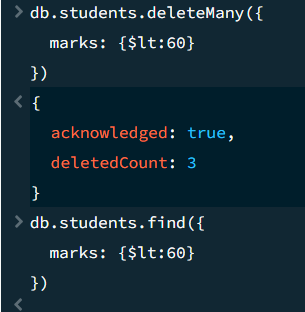 > db.students.deleteMany({
marks: {$lt:60}
})
< {
acknowledged: true,
deletedCount: 3
}
> db.students.find({
marks: {$lt:60}
})
<